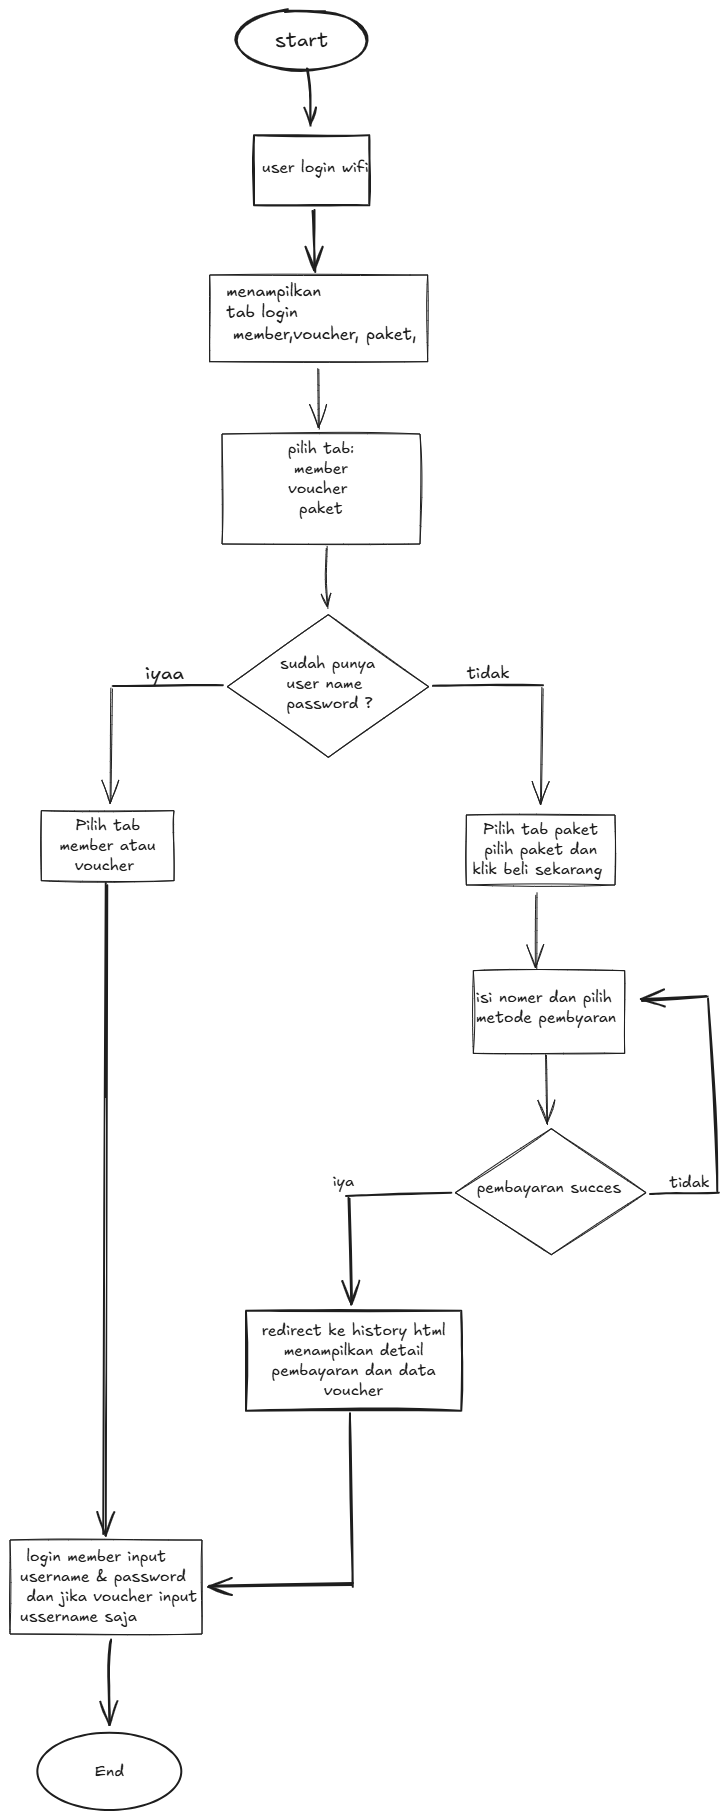 start
user login wifi
menampilkan
tab login
member,voucher, paket,
pilih tab:
member
voucher
paket
sudah punya
user name
password ?
iyaa
tidak
Pilih tab
member atau
voucher
Pilih tab paket
pilih paket dan
klik beli sekarang
isi nomer dan pilih
metode pembyaran
pembayaran succes
iya
tidak
redirect ke history html
menampilkan detail
pembayaran dan data
voucher
login member input
username & password
dan jika voucher input
ussername saja
End